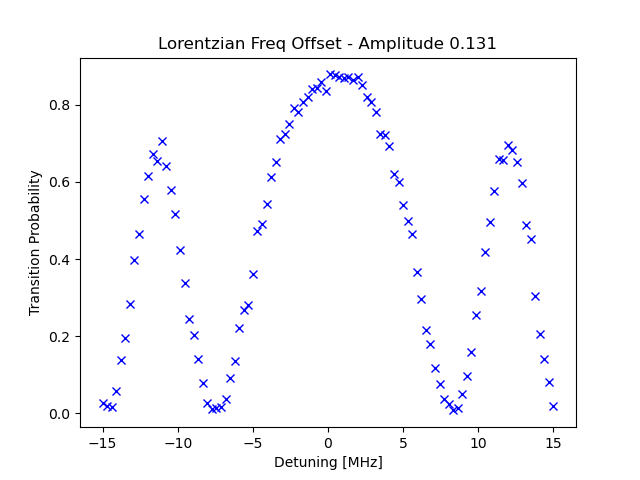 Lorentzian Freq Offset - Amplitude 0.131
Transition Probability
0.8
0.6
0.4
0.2
0.0
−15 −10 −5 0 5 10 15
Detuning [MHz]